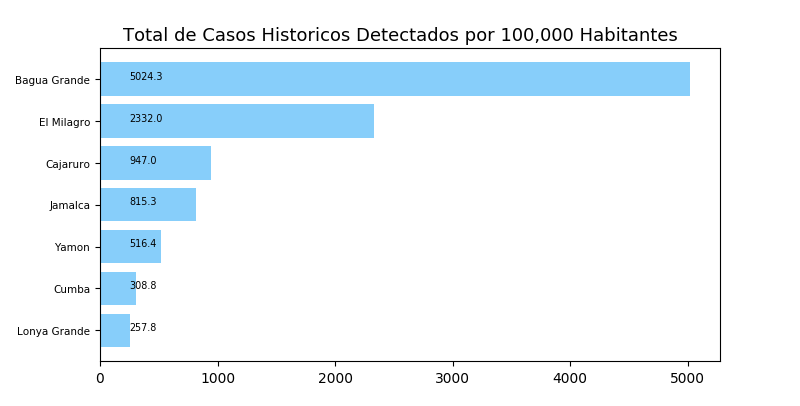 Total de Casos Historicos Detectados por 100,000 Habitantes
Bagua Grande 5024.3
El Milagro 2332.0
Cajaruro 947.0
Jamalca 815.3
Yamon 516.4
Cumba 308.8
Lonya Grande 257.8
0 1000 2000 3000 4000 5000